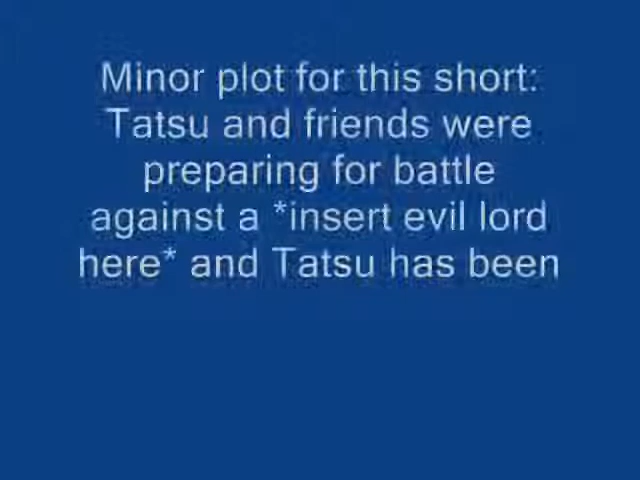 Minor plot for this short:
Tatsu and friends were
preparing for battle
against a *insert evil lord
here* and Tatsu has been